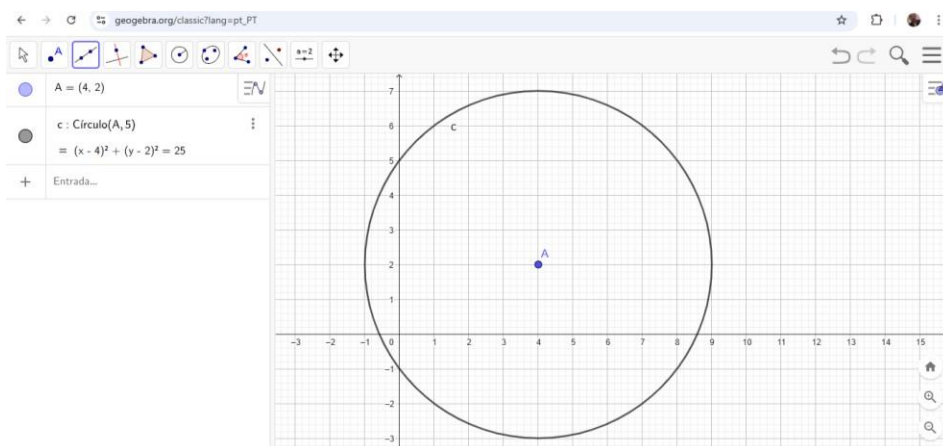 geogebra.org/classic?lang=pt_PT
A
a=2
A = (4, 2)
c : Círculo(A, 5)
= (x - 4)² + (y - 2)² = 25
Entrada...
c
A
7
6
5
4
3
2
1
-1
-2
-3
-3 -2 -1 0 1 2 3 4 5 6 7 8 9 10 11 12 13 14 15